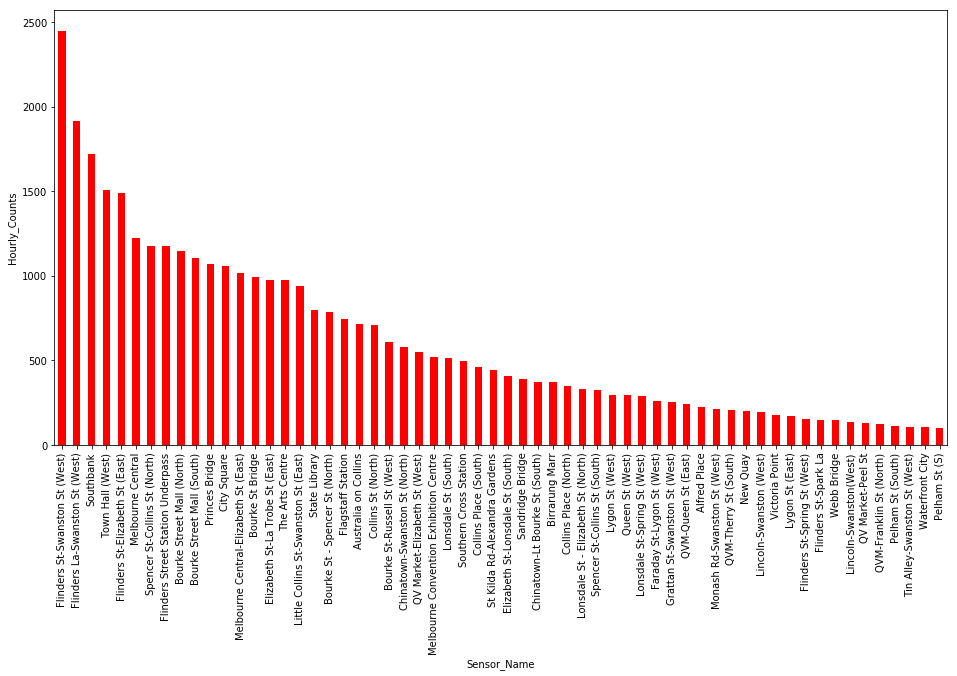 2500
2000
1500
1000
500
0
Hourly_Counts
Flinders St-Swanston St (West)
Flinders La-Swanston St (West)
Southbank
Town Hall (West)
Flinders St-Elizabeth St (East)
Melbourne Central
Spencer St-Collins St (North)
Flinders Street Station Underpass
Bourke Street Mall (North)
Bourke Street Mall (South)
Princes Bridge
City Square
Melbourne Central-Elizabeth St (East)
Bourke St Bridge
Elizabeth St-La Trobe St (East)
The Arts Centre
Little Collins St-Swanston St (East)
State Library
Bourke St - Spencer St (North)
Flagstaff Station
Australia on Collins
Collins St (North)
Bourke St-Russell St (West)
Chinatown-Swanston St (North)
QV Market-Elizabeth St (West)
Melbourne Convention Exhibition Centre
Lonsdale St (South)
Southern Cross Station
Collins Place (South)
St Kilda Rd-Alexandra Gardens
Elizabeth St-Lonsdale St (South)
Sandridge Bridge
Chinatown-Lt Bourke St (South)
Birrarung Marr
Collins Place (North)
Lonsdale St - Elizabeth St (North)
Spencer St-Collins St (South)
Lygon St (West)
Queen St (West)
Lonsdale St-Spring St (West)
Faraday St-Lygon St (West)
Grattan St-Swanston St (West)
QVM-Queen St (East)
Alfred Place
Monash Rd-Swanston St (West)
QVM-Therry St (South)
New Quay
Lincoln-Swanston (West)
Victoria Point
Lygon St (East)
Flinders St-Spring St (West)
Flinders St-Spark La
Webb Bridge
Lincoln-Swanston(West)
QV Market-Peel St
QVM-Franklin St (North)
Pelham St (South)
Tin Alley-Swanston St (West)
Waterfront City
Pelham St (S)
Sensor_Name